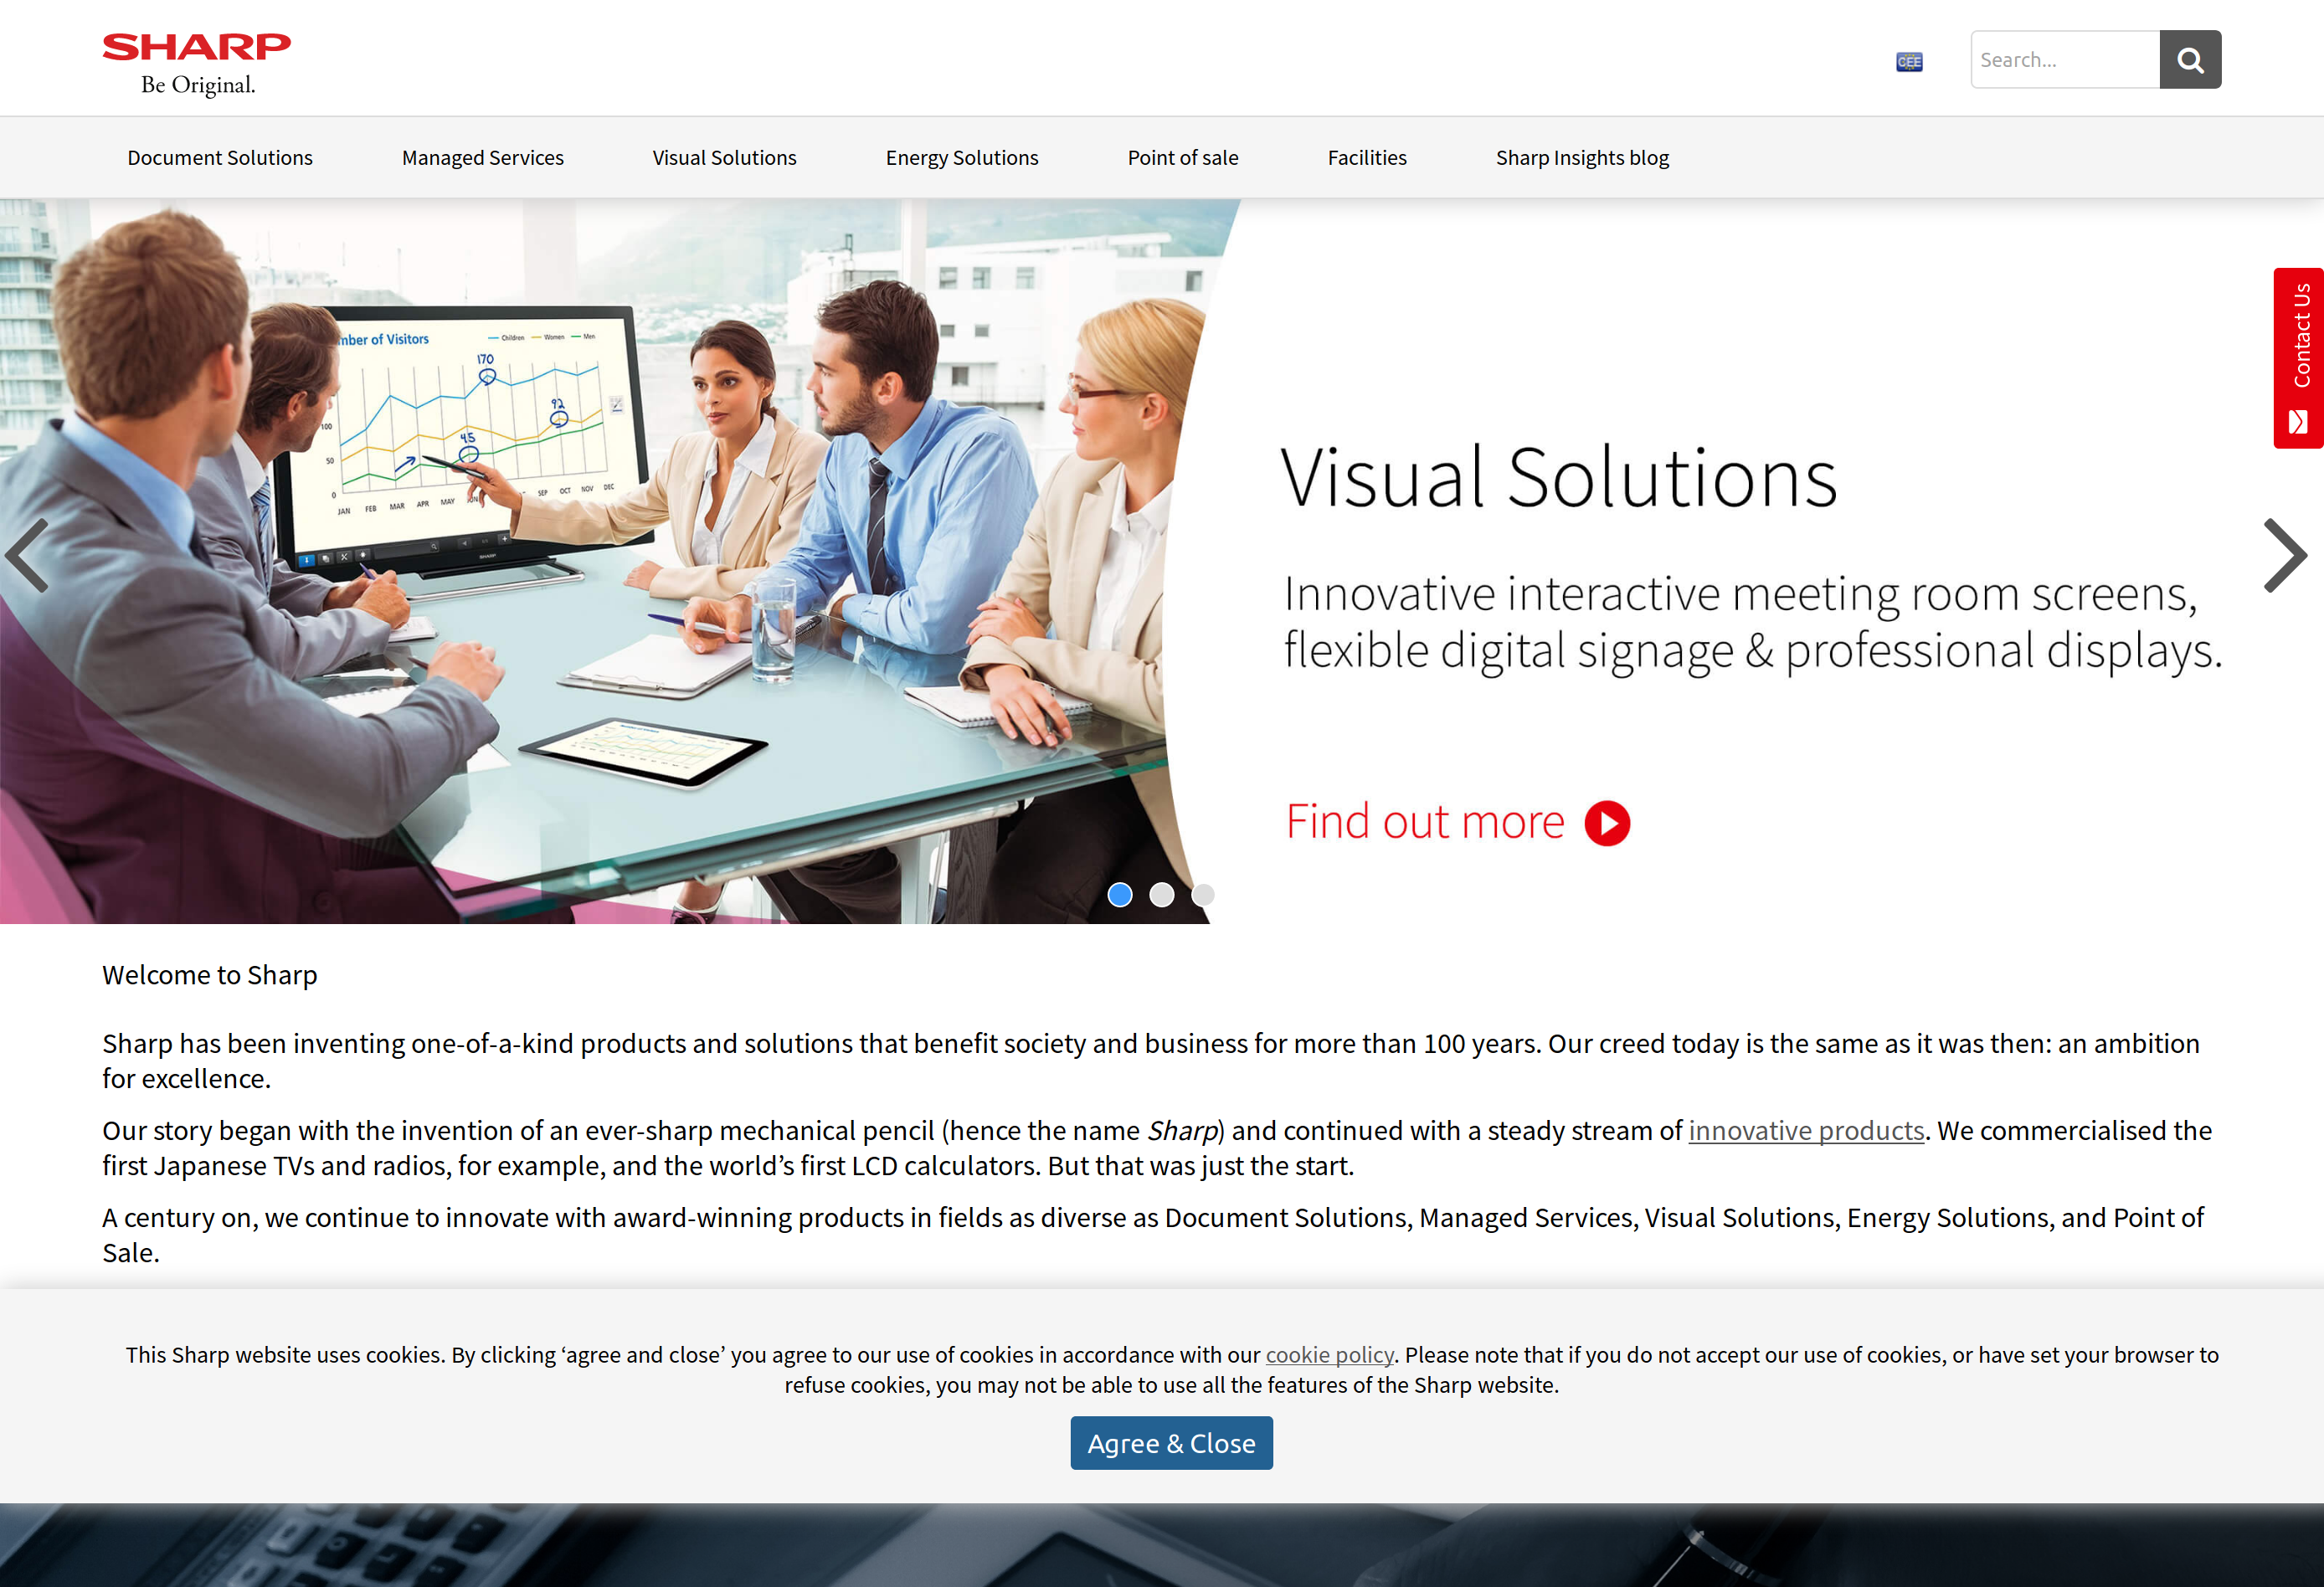 SHARP
Be Original.
CEE
Search...
Document Solutions
Managed Services
Visual Solutions
Energy Solutions
Point of sale
Facilities
Sharp Insights blog
Contact Us
mber of Visitors
Children
Women
Men
170
92
45
100
50
0
JAN FEB MAR APR MAY JUN SEP OCT NOV DEC
SHARP
Visual Solutions
Innovative interactive meeting room screens,
flexible digital signage & professional displays.
Find out more
Welcome to Sharp
Sharp has been inventing one-of-a-kind products and solutions that benefit society and business for more than 100 years. Our creed today is the same as it was then: an ambition
for excellence.
Our story began with the invention of an ever-sharp mechanical pencil (hence the name Sharp) and continued with a steady stream of innovative products. We commercialised the
first Japanese TVs and radios, for example, and the world’s first LCD calculators. But that was just the start.
A century on, we continue to innovate with award-winning products in fields as diverse as Document Solutions, Managed Services, Visual Solutions, Energy Solutions, and Point of
Sale.
This Sharp website uses cookies. By clicking ‘agree and close’ you agree to our use of cookies in accordance with our cookie policy. Please note that if you do not accept our use of cookies, or have set your browser to
refuse cookies, you may not be able to use all the features of the Sharp website.
Agree & Close